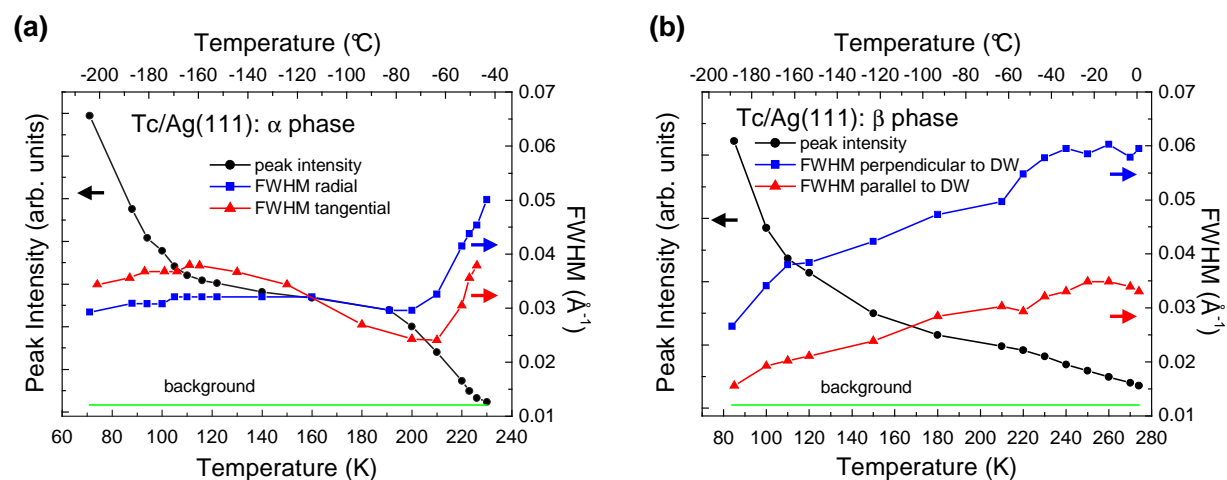 (a)
Temperature (°C)
-200 -180 -160 -140 -120 -100 -80 -60 -40
Tc/Ag(111): α phase
peak intensity
FWHM radial
FWHM tangential
background
Peak Intensity (arb. units)
0.07
0.06
0.05
0.04
0.03
0.02
0.01
FWHM (Å-1)
60 80 100 120 140 160 180 200 220 240
Temperature (K)
(b)
Temperature (°C)
-200 -180 -160 -140 -120 -100 -80 -60 -40 -20 0
Tc/Ag(111): β phase
peak intensity
FWHM perpendicular to DW
FWHM parallel to DW
background
Peak Intensity (arb. units)
0.07
0.06
0.05
0.04
0.03
0.02
0.01
FWHM (Å-1)
80 100 120 140 160 180 200 220 240 260 280
Temperature (K)